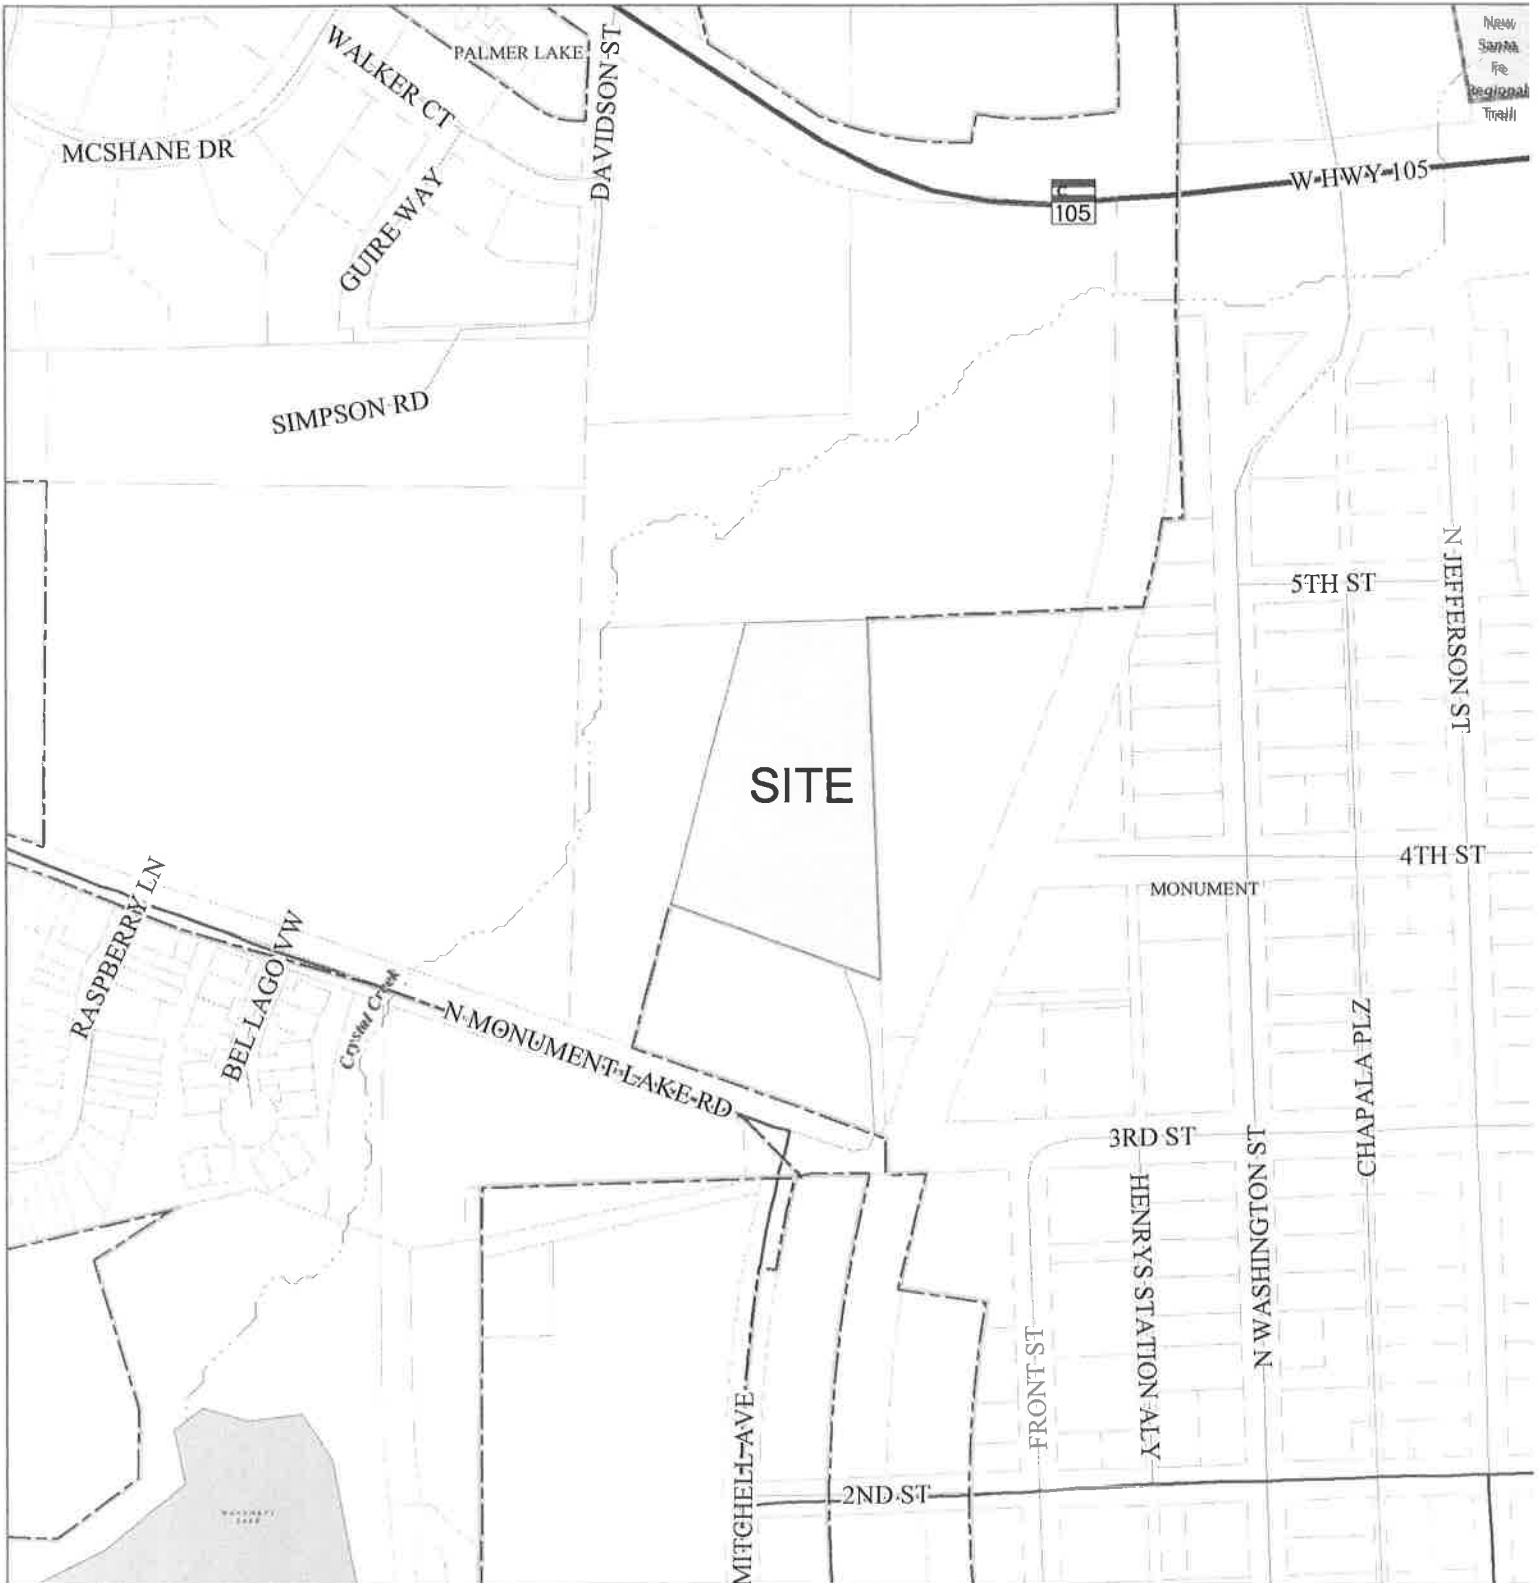 New
Santa
Fe
Regional
Trail
WALKER CT
PALMER LAKE
DAVIDSON ST
MCSHANE DR
GUIRE WAY
W HWY 105
C
105
SIMPSON RD
5TH ST
N JEFFERSON ST
SITE
4TH ST
MONUMENT
RASPBERRY LN
BEL LAGO VW
Crystal Creek
N MONUMENT LAKE RD
CHAPALA PLZ
3RD ST
HENRYS STATION ALY
N WASHINGTON ST
FRONT ST
MITCHELL AVE
2ND ST
Monument
Lake